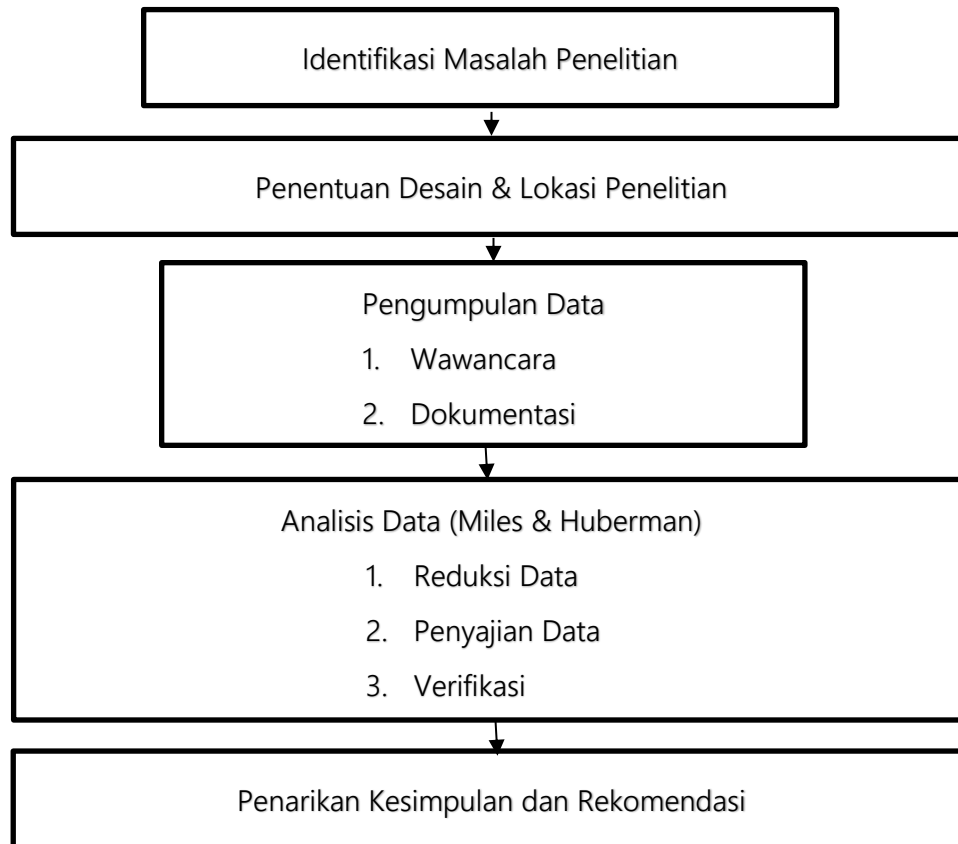 Identifikasi Masalah Penelitian
Penentuan Desain & Lokasi Penelitian
Pengumpulan Data
1. Wawancara
2. Dokumentasi
Analisis Data (Miles & Huberman)
1. Reduksi Data
2. Penyajian Data
3. Verifikasi
Penarikan Kesimpulan dan Rekomendasi